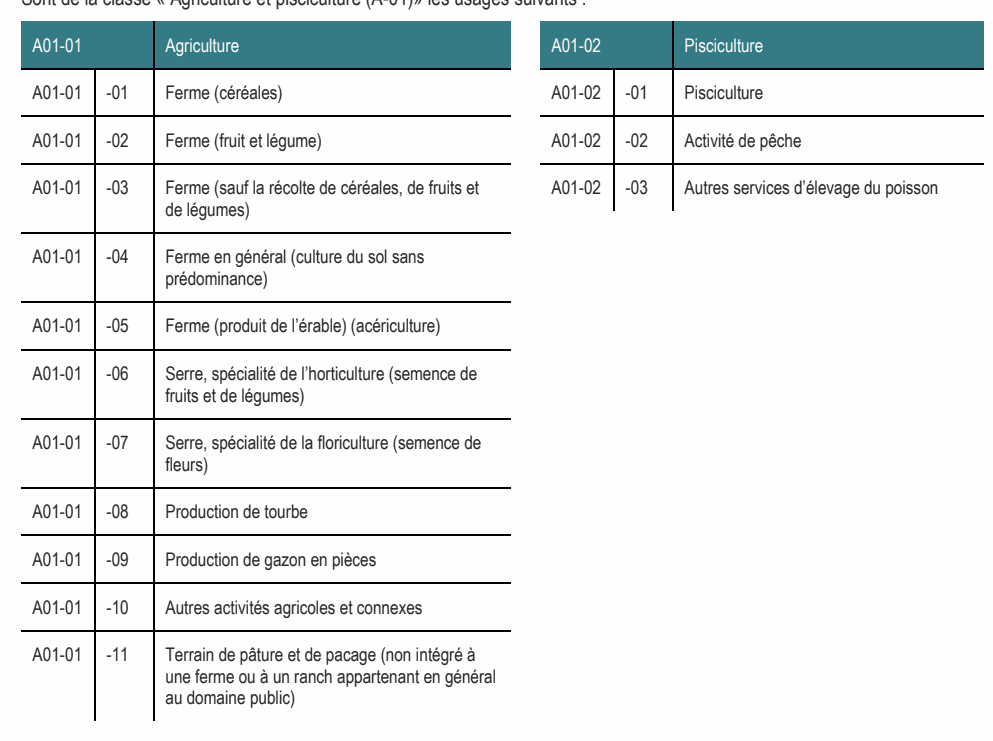 Sont de la classe « Agriculture et pisciculture (A-01)» les usages suivants :
A01-01 Agriculture
A01-01 -01 Ferme (céréales)
A01-01 -02 Ferme (fruit et légume)
A01-01 -03 Ferme (sauf la récolte de céréales, de fruits et
de légumes)
A01-01 -04 Ferme en général (culture du sol sans
prédominance)
A01-01 -05 Ferme (produit de l’érable) (acériculture)
A01-01 -06 Serre, spécialité de l’horticulture (semence de
fruits et de légumes)
A01-01 -07 Serre, spécialité de la floriculture (semence de
fleurs)
A01-01 -08 Production de tourbe
A01-01 -09 Production de gazon en pièces
A01-01 -10 Autres activités agricoles et connexes
A01-01 -11 Terrain de pâture et de pacage (non intégré à
une ferme ou à un ranch appartenant en général
au domaine public)
A01-02 Pisciculture
A01-02 -01 Pisciculture
A01-02 -02 Activité de pêche
A01-02 -03 Autres services d’élevage du poisson